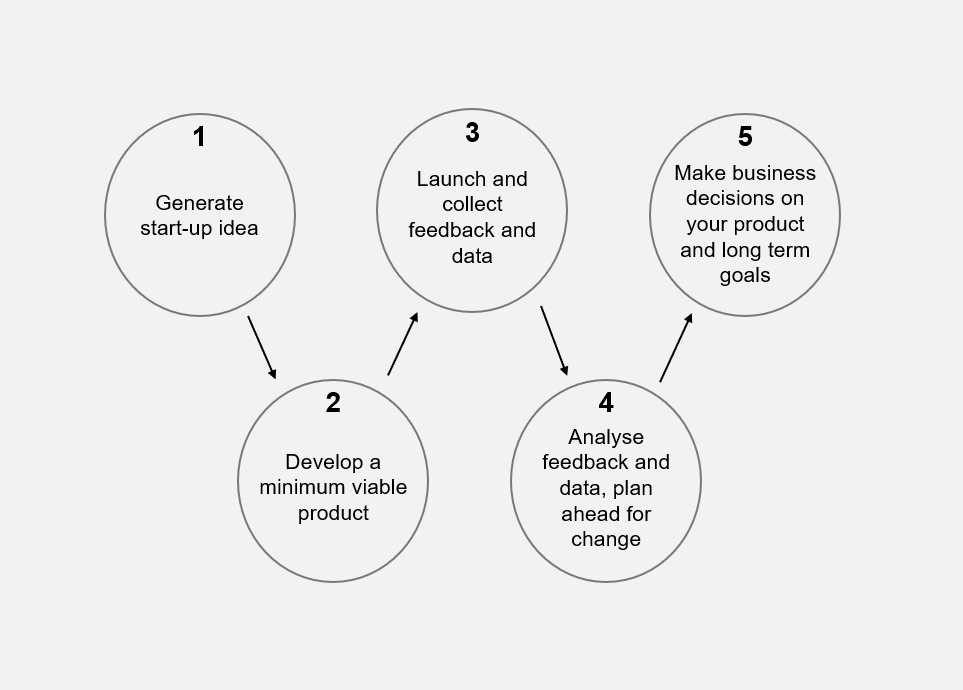 1
Generate
start-up idea
2
Develop a
minimum viable
product
3
Launch and
collect
feedback and
data
4
Analyse
feedback and
data, plan
ahead for
change
5
Make business
decisions on
your product
and long term
goals